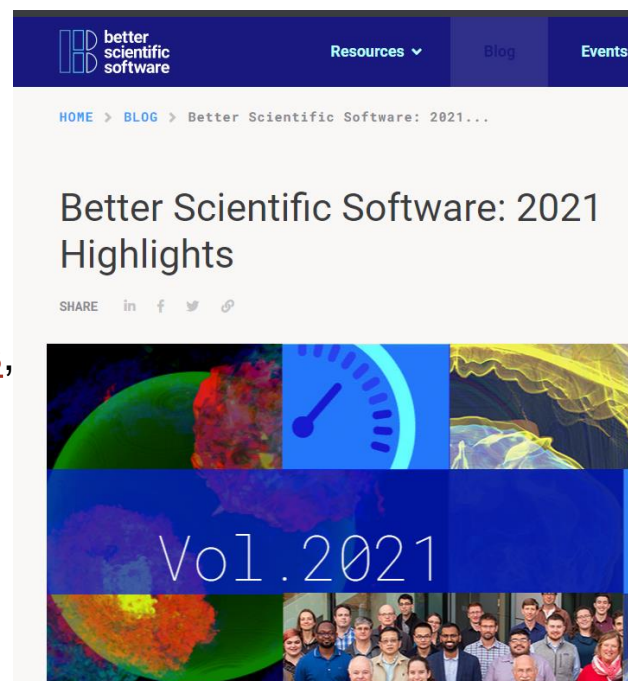 better
scientific
software
Resources
Blog
Events
HOME > BLOG > Better Scientific Software: 2021...
Better Scientific Software: 2021
Highlights
SHARE in f
,
Vol.2021